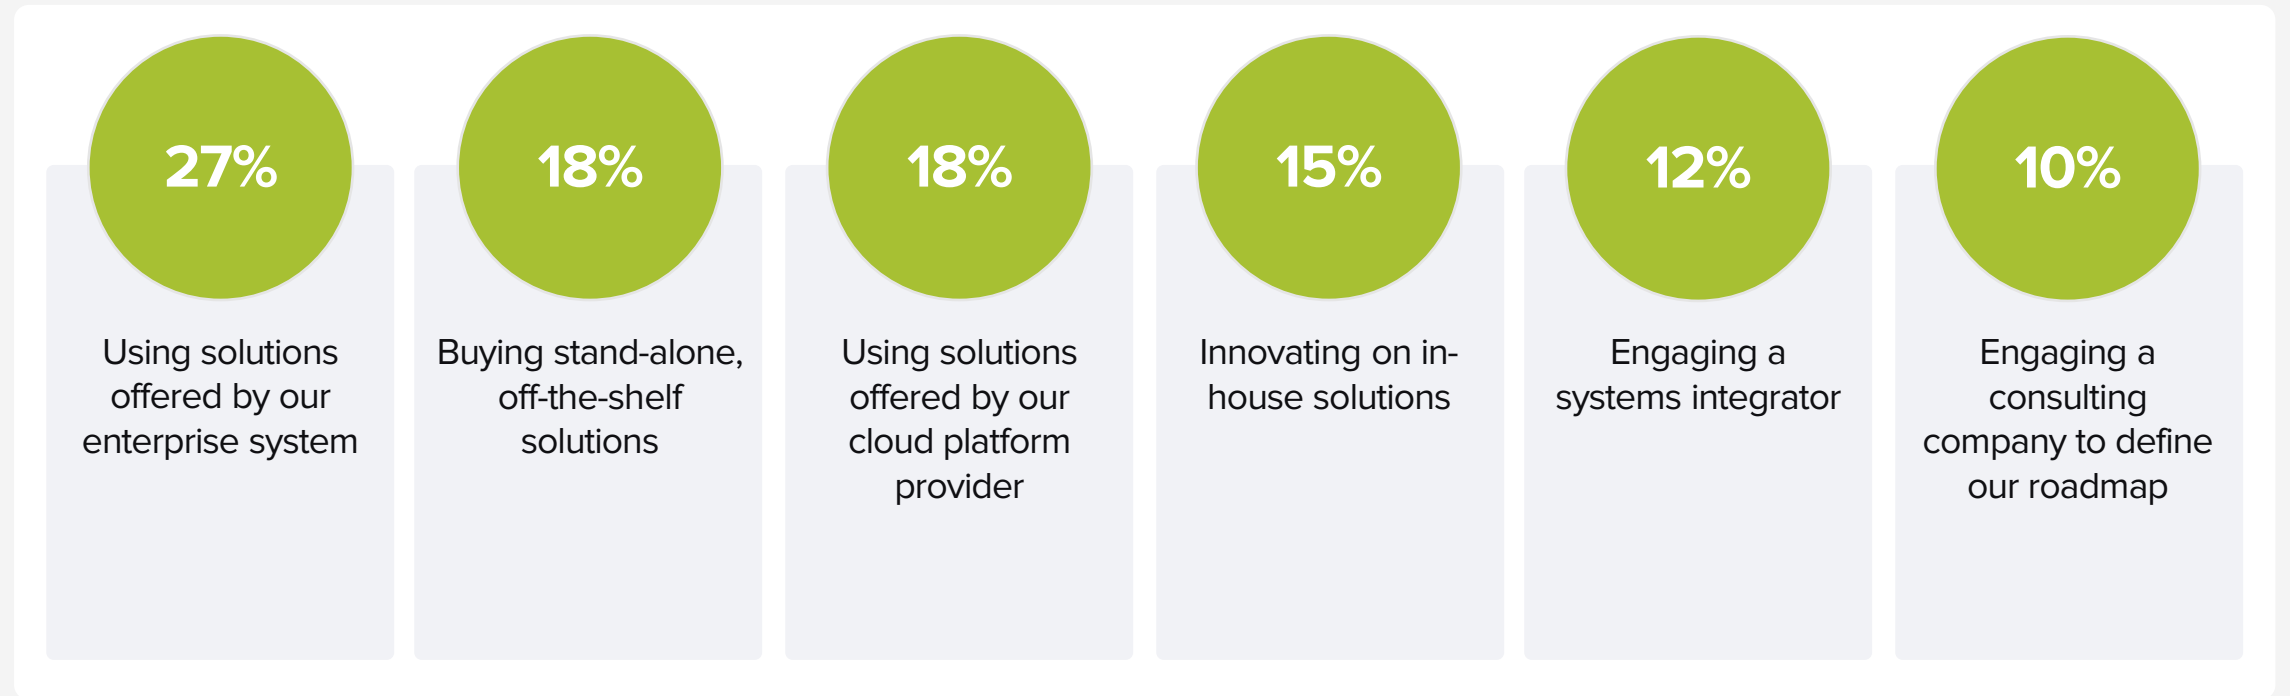 27%
Using solutions
offered by our
enterprise system
18%
Buying stand-alone,
off-the-shelf
solutions
18%
Using solutions
offered by our
cloud platform
provider
15%
Innovating on in-
house solutions
12%
Engaging a
systems integrator
10%
Engaging a
consulting
company to define
our roadmap